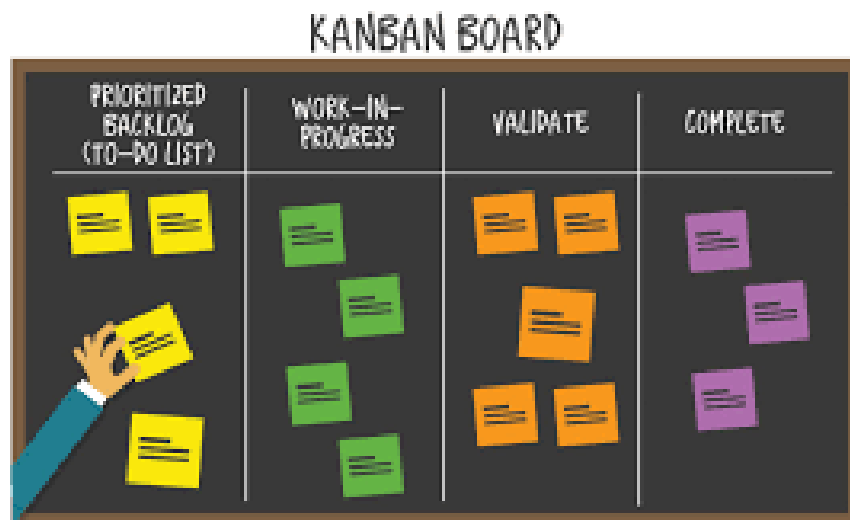 KANBAN BOARD
PRIORITIZED
BACKLOG
(TO-DO LIST)
WORK-IN-
PROGRESS
VALIDATE
COMPLETE